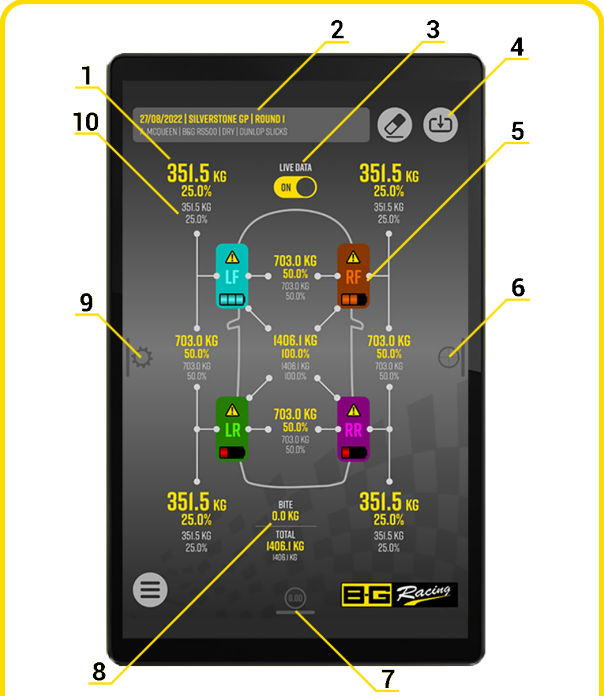 2
3
4
1
27/08/2022 | SILVERSTONE GP | ROUND 1
MCQUEEN | B&G RS500 | DRY | DUNLOP SLICKS
10
5
LIVE DATA
ON
351.5 KG
25.0%
351.5 KG
25.0%
351.5 KG
25.0%
351.5 KG
25.0%
LF
703.0 KG
50.0%
703.0 KG
50.0%
RF
9
6
703.0 KG
50.0%
703.0 KG
50.0%
1406.1 KG
100.0%
1406.1 KG
100.0%
703.0 KG
50.0%
703.0 KG
50.0%
LR
703.0 KG
50.0%
703.0 KG
50.0%
RR
351.5 KG
25.0%
351.5 KG
25.0%
BITE
0.0 KG
TOTAL
1406.1 KG
1406.1 KG
351.5 KG
25.0%
351.5 KG
25.0%
0.00
B-G Racing
8
7